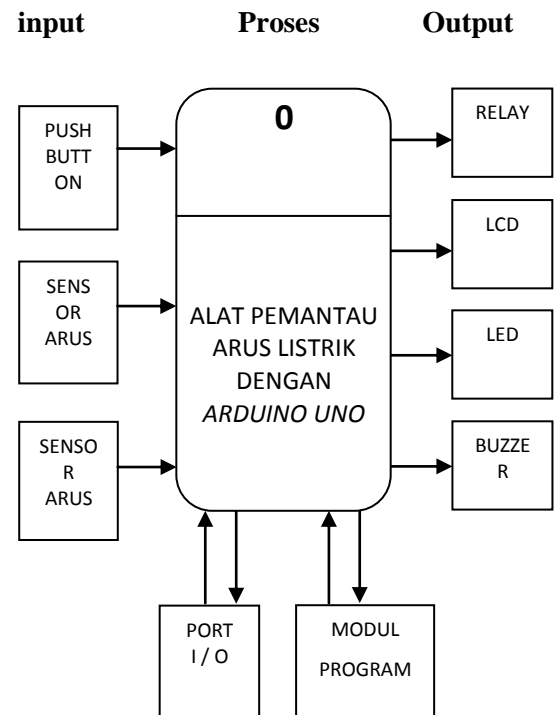 input Proses Output
PUSH
BUTT
ON
SENS
OR
ARUS
SENSO
R
ARUS
0
ALAT PEMANTAU
ARUS LISTRIK
DENGAN
ARDUINO UNO
RELAY
LCD
LED
BUZZE
R
PORT
I / O
MODUL
PROGRAM